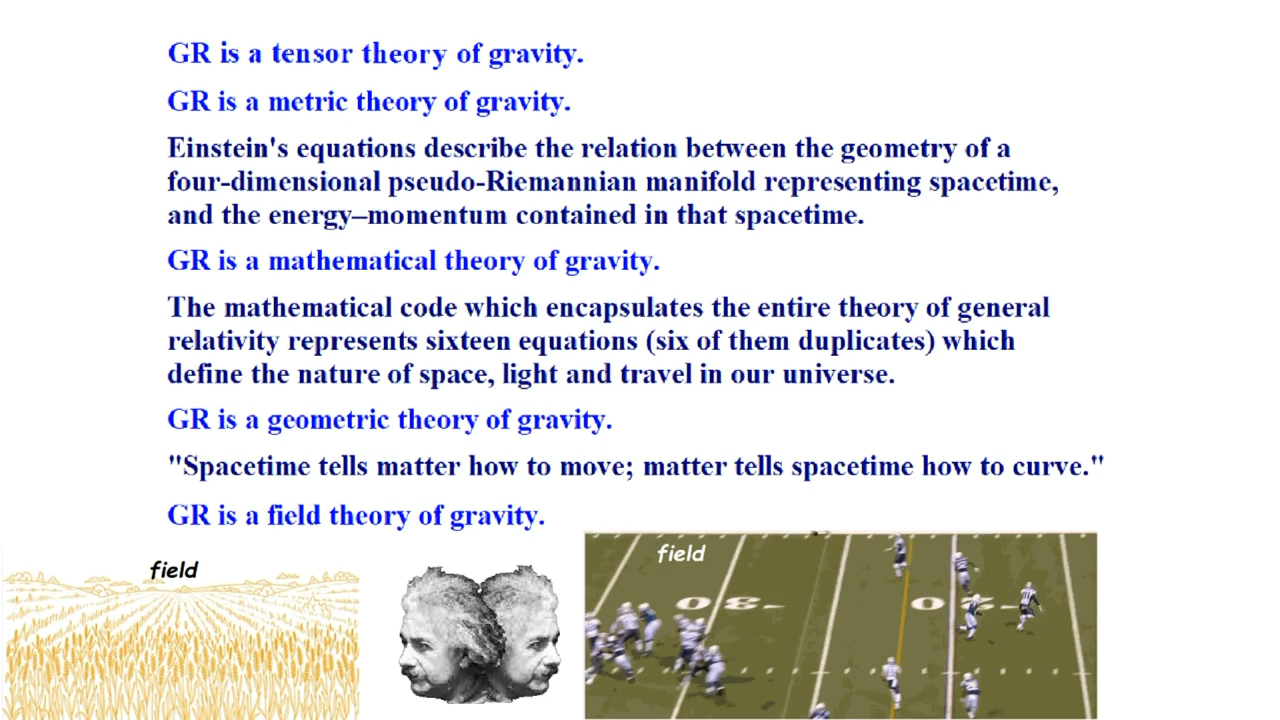 GR is a tensor theory of gravity.
GR is a metric theory of gravity.
Einstein's equations describe the relation between the geometry of a
four-dimensional pseudo-Riemannian manifold representing spacetime,
and the energy–momentum contained in that spacetime.
GR is a mathematical theory of gravity.
The mathematical code which encapsulates the entire theory of general
relativity represents sixteen equations (six of them duplicates) which
define the nature of space, light and travel in our universe.
GR is a geometric theory of gravity.
"Spacetime tells matter how to move; matter tells spacetime how to curve."
GR is a field theory of gravity.
field
field